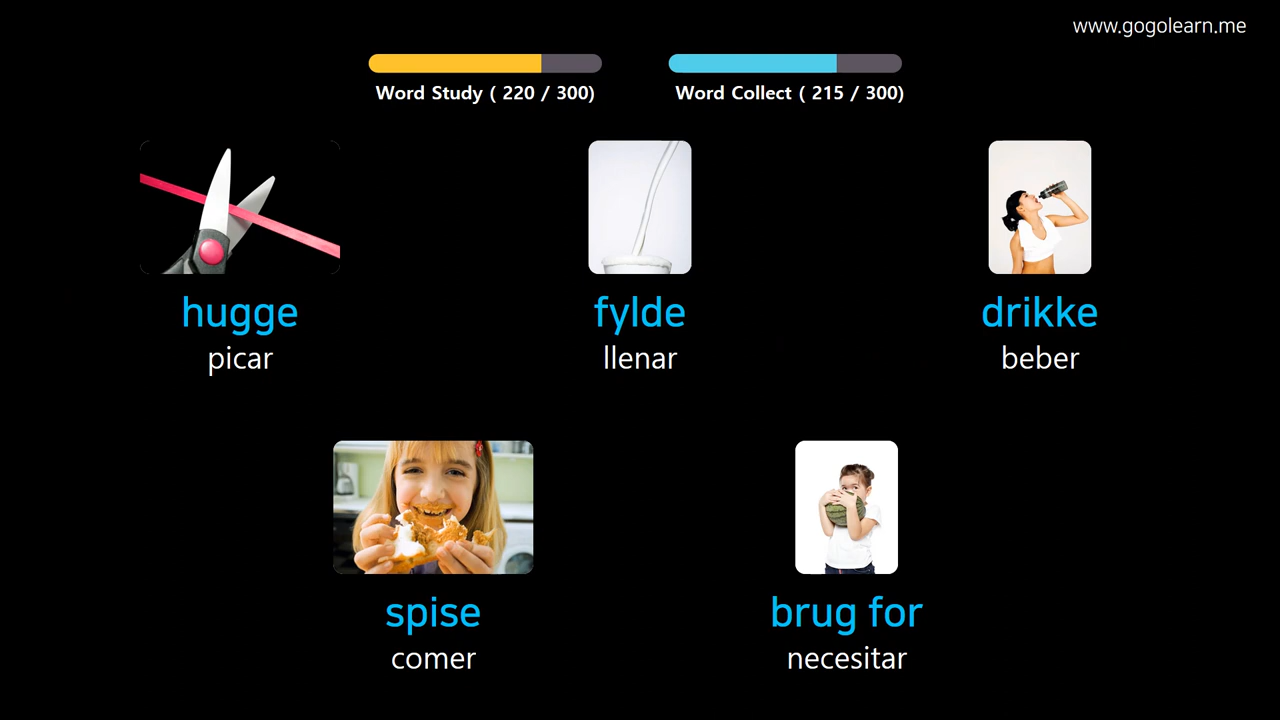 www.gogolearn.me
Word Study ( 220 / 300)
Word Collect ( 215 / 300)
hugge
picar
fylde
llenar
drikke
beber
spise
comer
brug for
necesitar